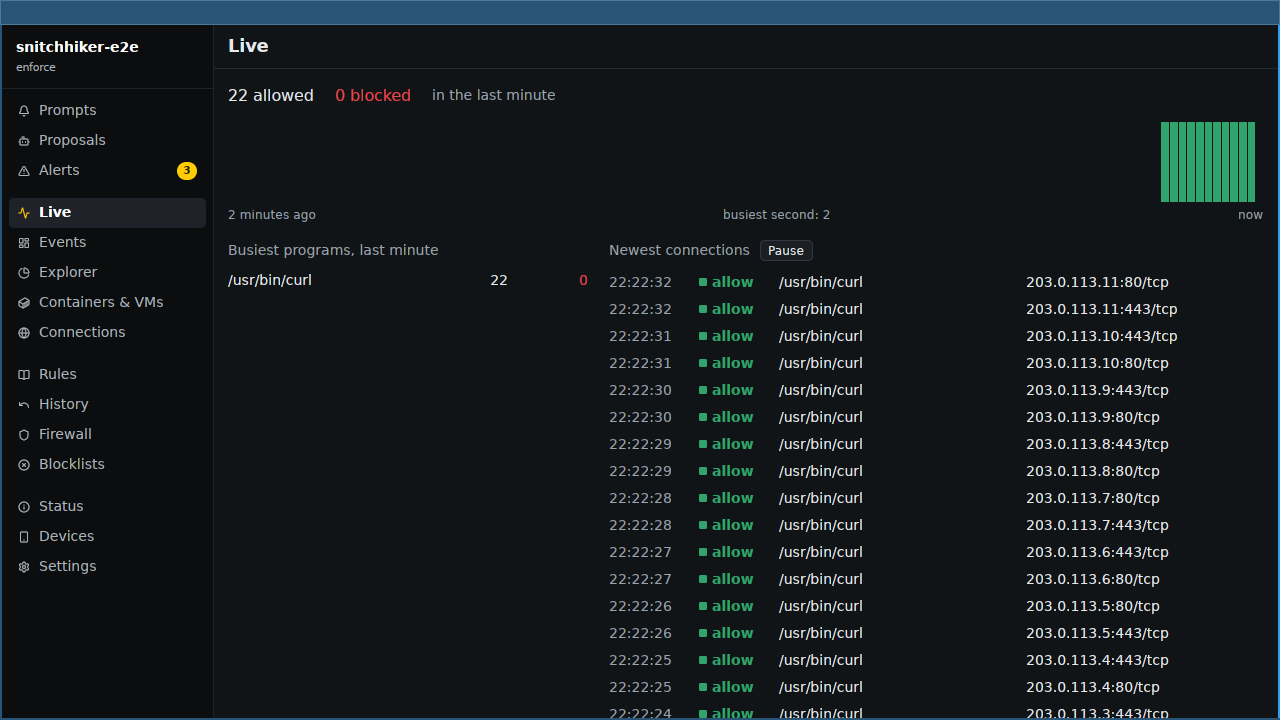 snitchhiker-e2e
enforce
Prompts
Proposals
Alerts 3
Live
Events
Explorer
Containers & VMs
Connections
Rules
History
Firewall
Blocklists
Status
Devices
Settings
Live
22 allowed 0 blocked in the last minute
2 minutes ago busiest second: 2 now
Busiest programs, last minute
/usr/bin/curl 22 0
Newest connections Pause
22:22:32 allow /usr/bin/curl 203.0.113.11:80/tcp
22:22:32 allow /usr/bin/curl 203.0.113.11:443/tcp
22:22:31 allow /usr/bin/curl 203.0.113.10:443/tcp
22:22:31 allow /usr/bin/curl 203.0.113.10:80/tcp
22:22:30 allow /usr/bin/curl 203.0.113.9:443/tcp
22:22:30 allow /usr/bin/curl 203.0.113.9:80/tcp
22:22:29 allow /usr/bin/curl 203.0.113.8:443/tcp
22:22:29 allow /usr/bin/curl 203.0.113.8:80/tcp
22:22:28 allow /usr/bin/curl 203.0.113.7:80/tcp
22:22:28 allow /usr/bin/curl 203.0.113.7:443/tcp
22:22:27 allow /usr/bin/curl 203.0.113.6:443/tcp
22:22:27 allow /usr/bin/curl 203.0.113.6:80/tcp
22:22:26 allow /usr/bin/curl 203.0.113.5:80/tcp
22:22:26 allow /usr/bin/curl 203.0.113.5:443/tcp
22:22:25 allow /usr/bin/curl 203.0.113.4:443/tcp
22:22:25 allow /usr/bin/curl 203.0.113.4:80/tcp
22:22:24 allow /usr/bin/curl 203.0.113.3:443/tcp